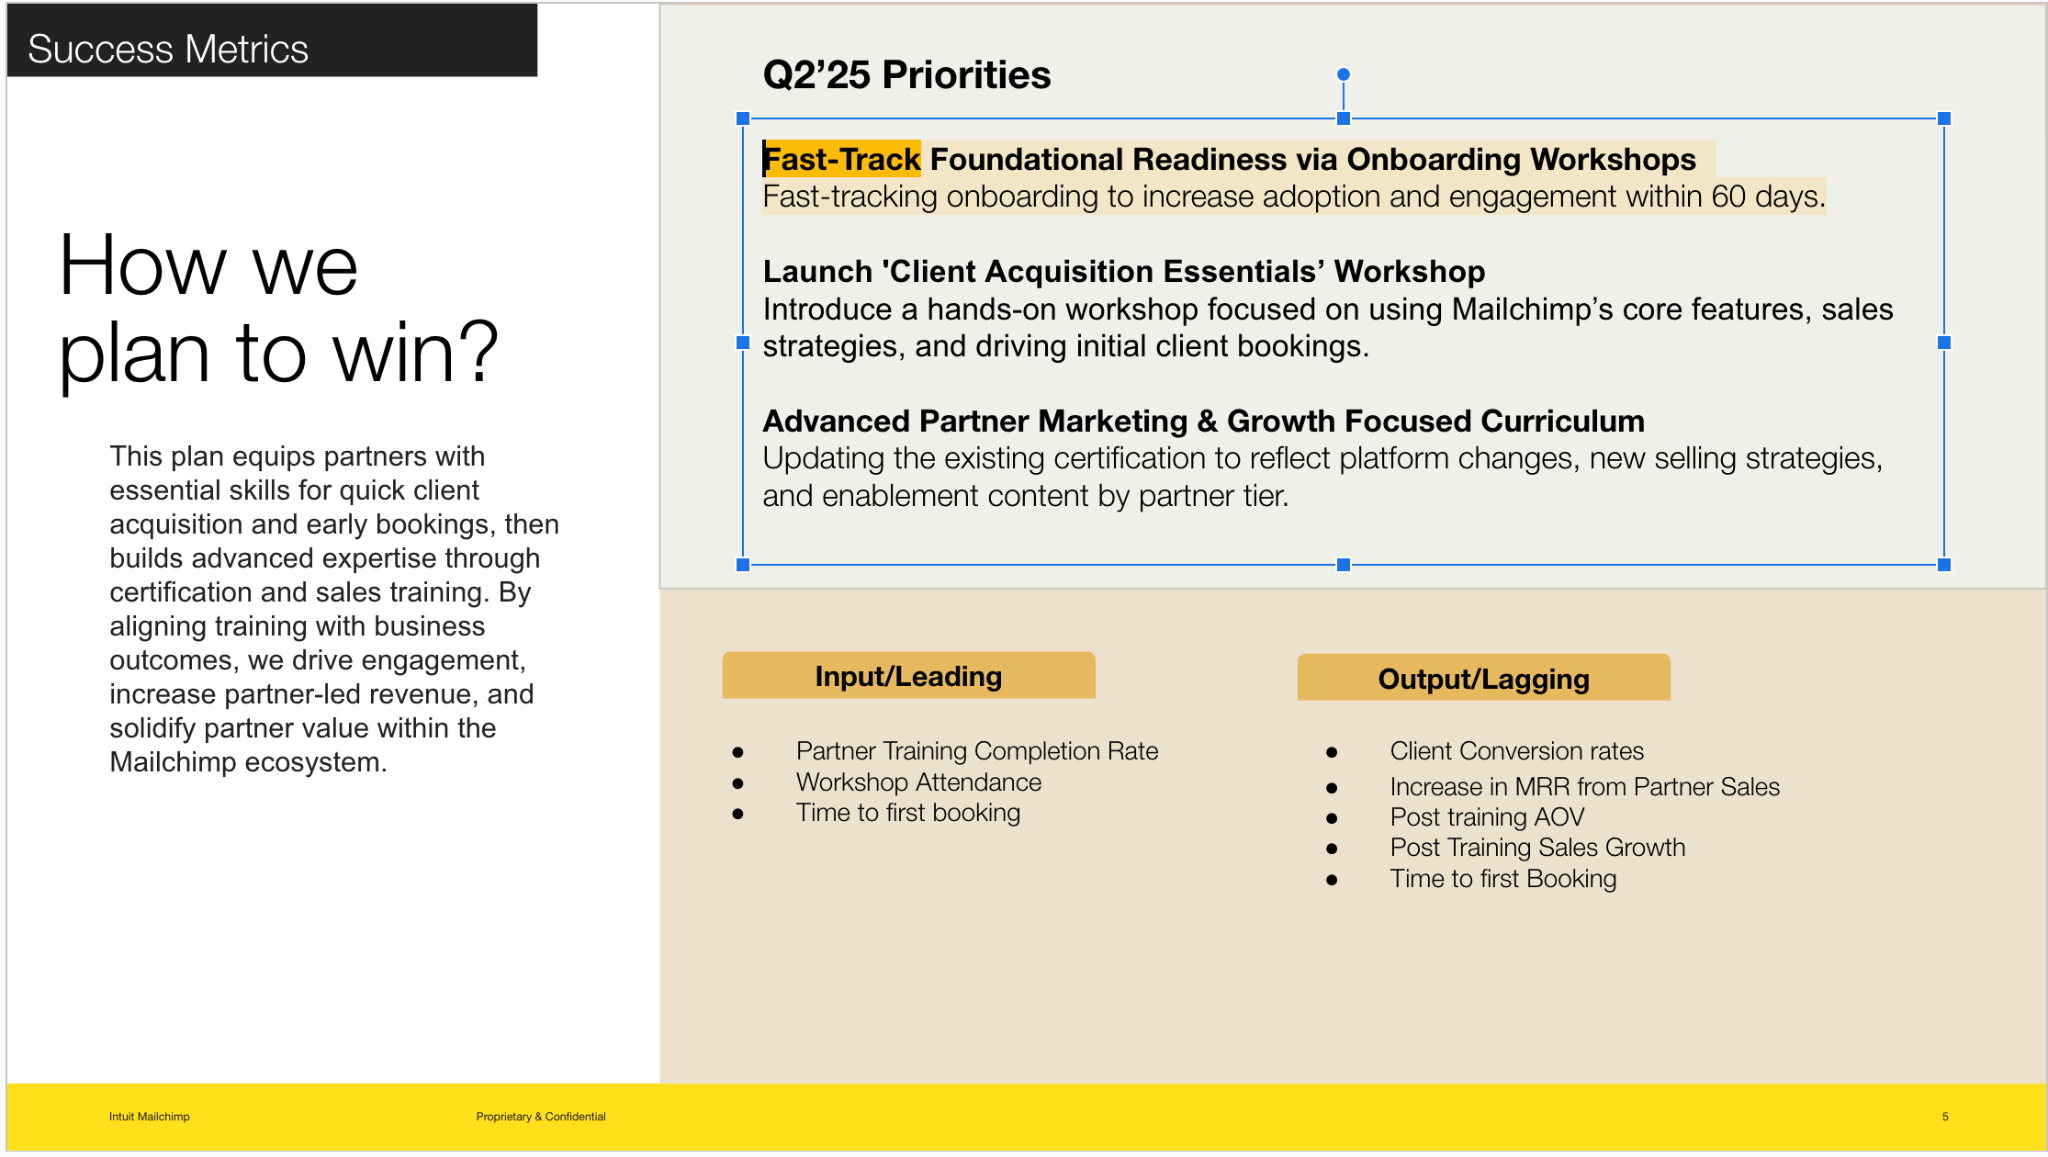 Success Metrics
How we
plan to win?
This plan equips partners with
essential skills for quick client
acquisition and early bookings, then
builds advanced expertise through
certification and sales training. By
aligning training with business
outcomes, we drive engagement,
increase partner-led revenue, and
solidify partner value within the
Mailchimp ecosystem.
Q2’25 Priorities
Fast-Track Foundational Readiness via Onboarding Workshops
Fast-tracking onboarding to increase adoption and engagement within 60 days.
Launch 'Client Acquisition Essentials’ Workshop
Introduce a hands-on workshop focused on using Mailchimp’s core features, sales
strategies, and driving initial client bookings.
Advanced Partner Marketing & Growth Focused Curriculum
Updating the existing certification to reflect platform changes, new selling strategies,
and enablement content by partner tier.
Input/Leading
● Partner Training Completion Rate
● Workshop Attendance
● Time to first booking
Output/Lagging
● Client Conversion rates
● Increase in MRR from Partner Sales
● Post training AOV
● Post Training Sales Growth
● Time to first Booking
Intuit Mailchimp
Proprietary & Confidential
5